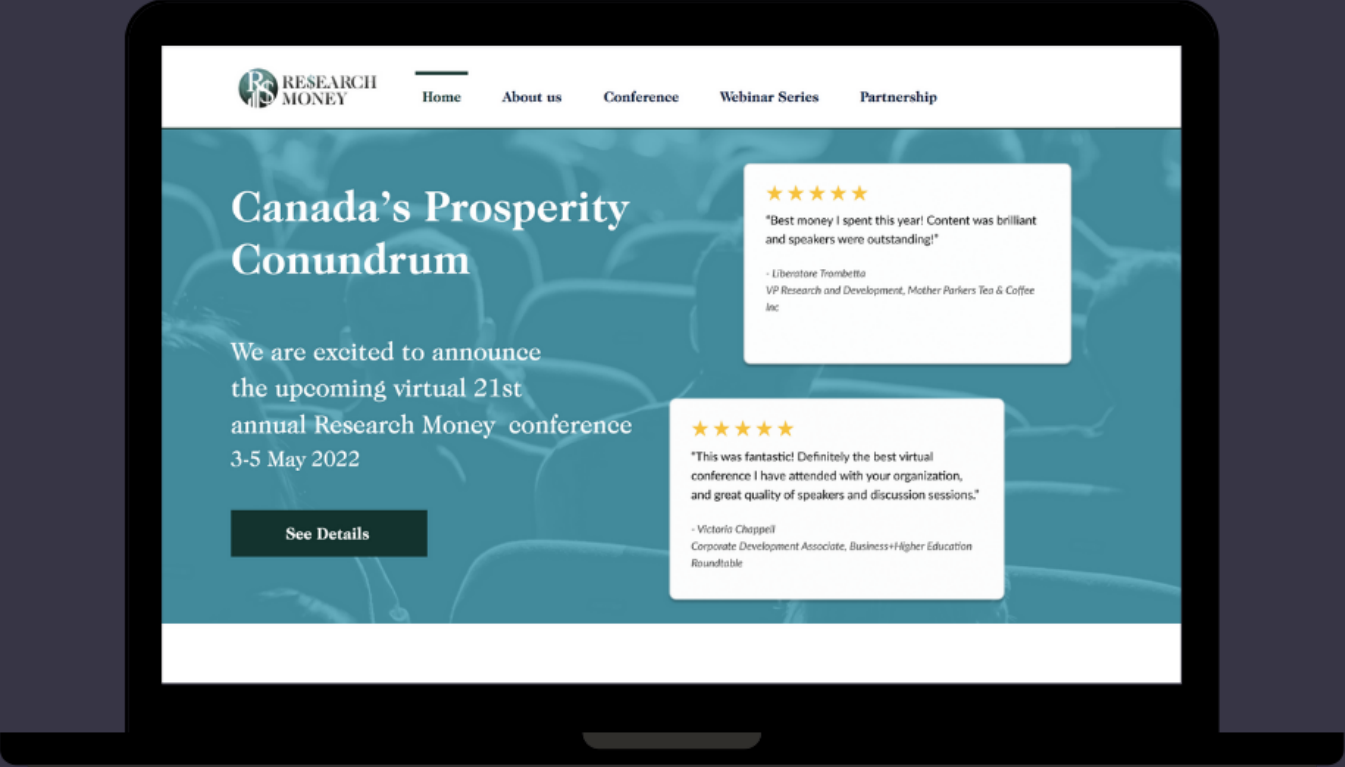 RE$EARCH
MONEY
Home About us Conference Webinar Series Partnership
Canada's Prosperity
Conundrum
We are excited to announce
the upcoming virtual 21st
annual Research Money conference
3-5 May 2022
See Details
★★★★★
"Best money I spent this year! Content was brilliant
and speakers were outstanding!"
- Liberatore Trombetta
VP Research and Development, Mother Parkers Tea & Coffee
Inc
★★★★★
"This was fantastic! Definitely the best virtual
conference I have attended with your organization,
and great quality of speakers and discussion sessions."
- Victoria Chappell
Corporate Development Associate, Business+Higher Education
Roundtable